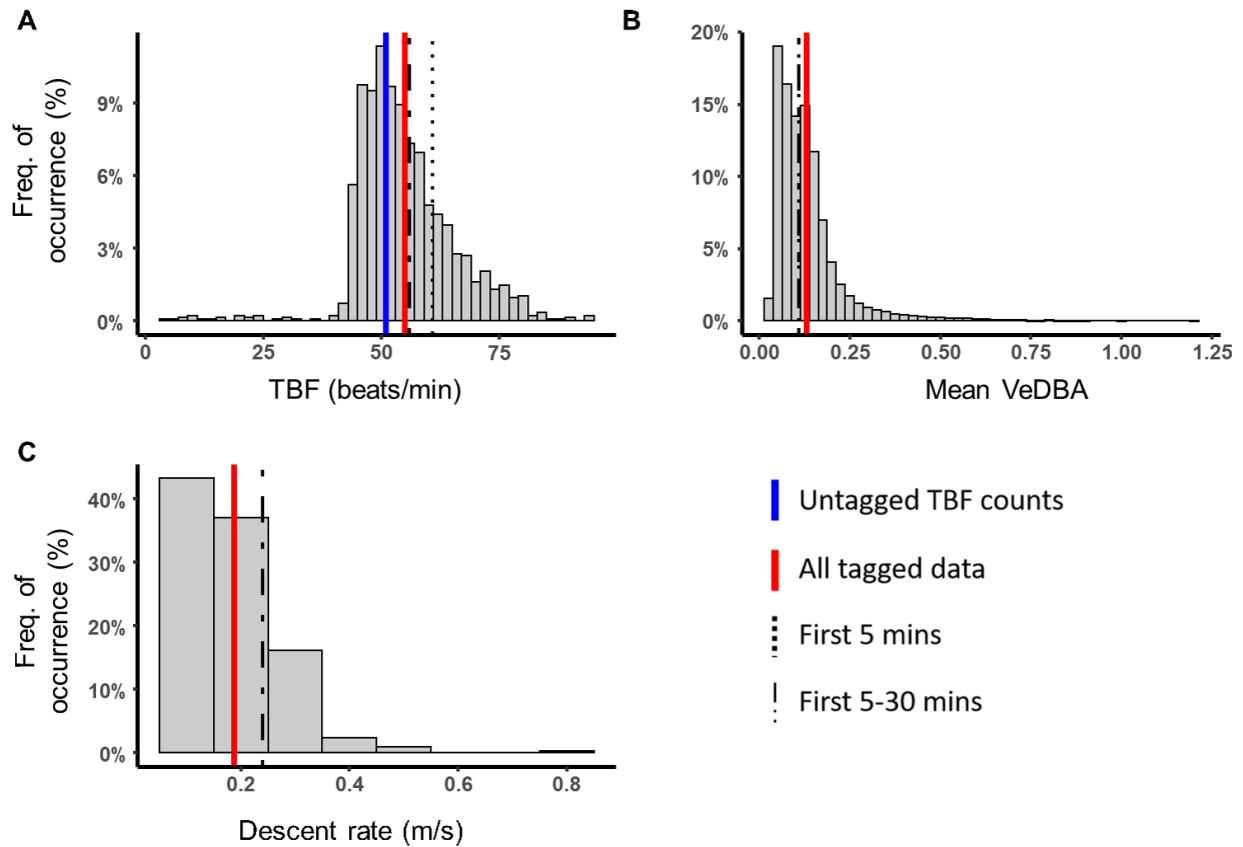 A
Freq. of
occurrence (%)
9%
6%
3%
0%
0 25 50 75
TBF (beats/min)
B
20%
15%
10%
5%
0%
0.00 0.25 0.50 0.75 1.00 1.25
Mean VeDBA
C
Freq. of
occurrence (%)
40%
30%
20%
10%
0%
0.2 0.4 0.6 0.8
Descent rate (m/s)
Untagged TBF counts
All tagged data
First 5 mins
First 5-30 mins